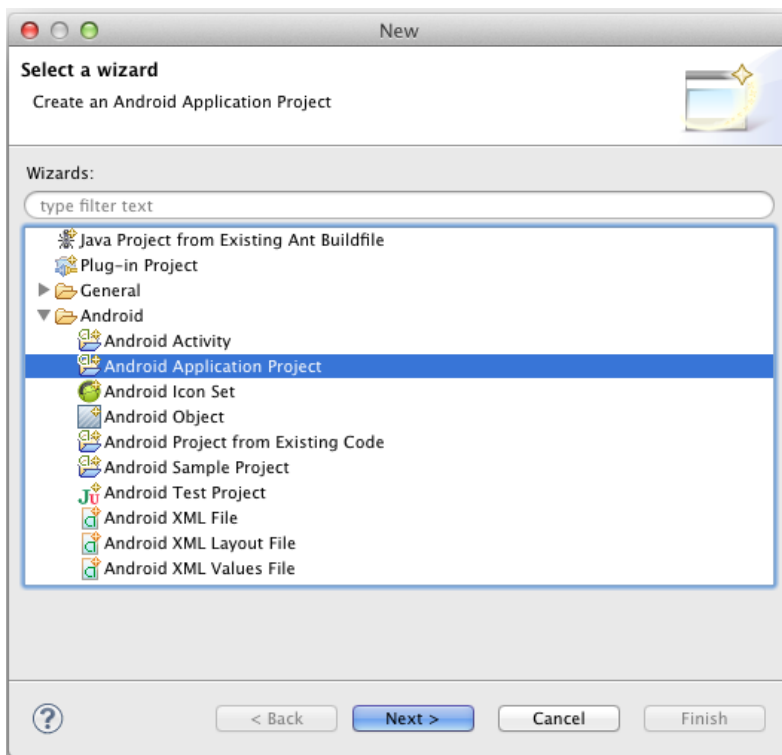 New
Select a wizard
Create an Android Application Project
Wizards:
type filter text
Java Project from Existing Ant Buildfile
Plug-in Project
General
Android
Android Activity
Android Application Project
Android Icon Set
Android Object
Android Project from Existing Code
Android Sample Project
Android Test Project
Android XML File
Android XML Layout File
Android XML Values File
? < Back Next > Cancel Finish